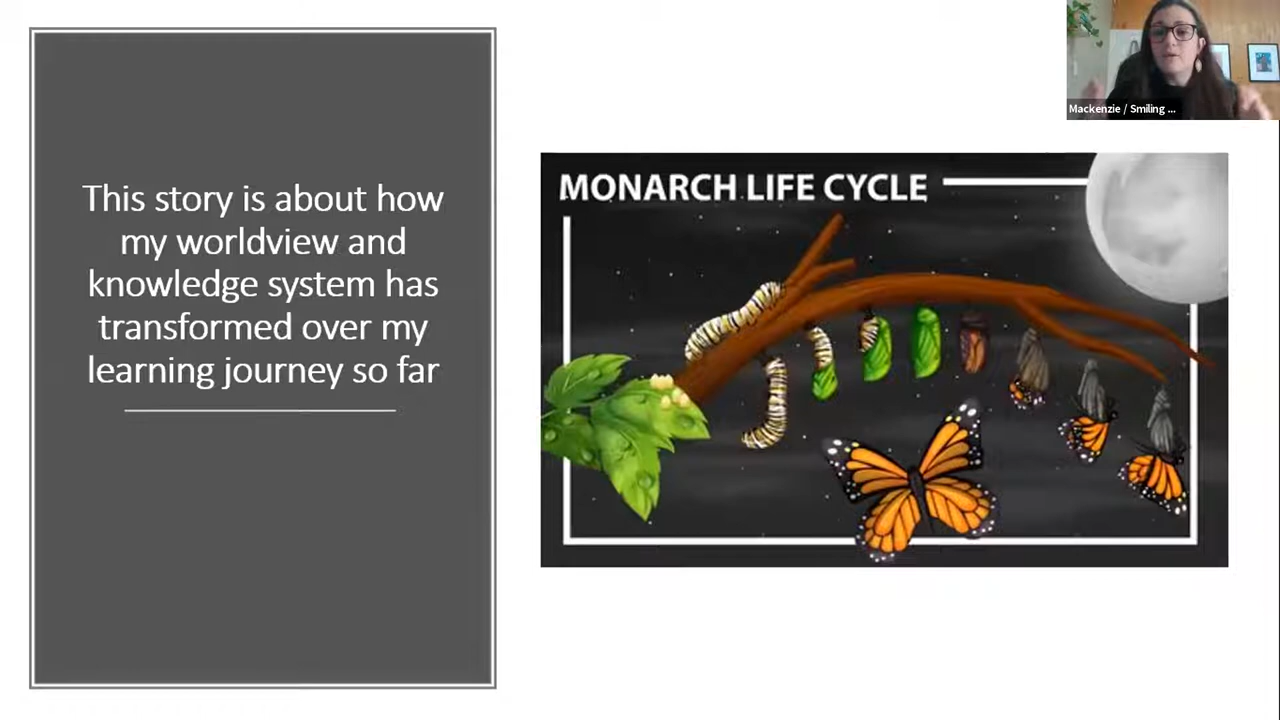 This story is about how
my worldview and
knowledge system has
transformed over my
learning journey so far
MONARCH LIFE CYCLE
Mackenzie / Smiling ...